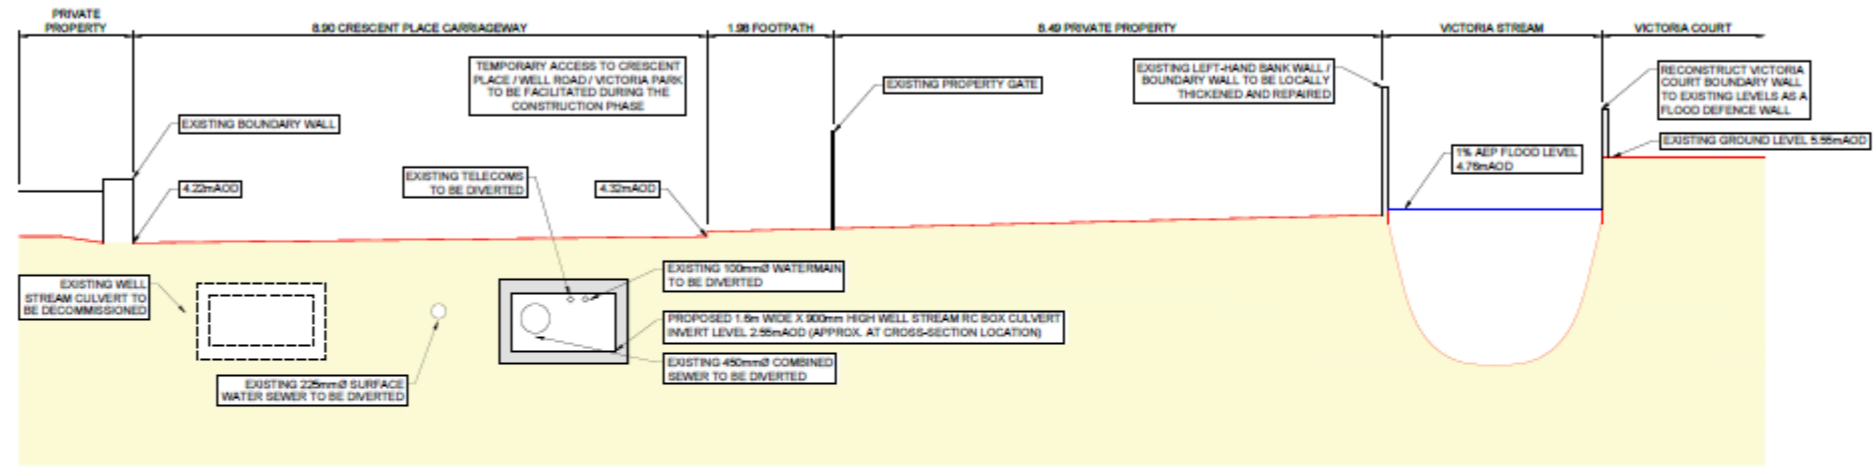 PRIVATE
PROPERTY
8.90 CRESCENT PLACE CARRIAGEWAY
1.98 FOOTPATH
8.49 PRIVATE PROPERTY
VICTORIA STREAM
VICTORIA COURT
TEMPORARY ACCESS TO CRESCENT
PLACE / WELL ROAD / VICTORIA PARK
TO BE FACILITATED DURING THE
CONSTRUCTION PHASE
EXISTING PROPERTY GATE
EXISTING LEFT-HAND BANK WALL /
BOUNDARY WALL TO BE LOCALLY
THICKENED AND REPAIRED
RECONSTRUCT VICTORIA
COURT BOUNDARY WALL
TO EXISTING LEVELS AS A
FLOOD DEFENCE WALL
EXISTING BOUNDARY WALL
EXISTING GROUND LEVEL 5.55mAOD
1% AEP FLOOD LEVEL
4.76mAOD
EXISTING TELECOMS
TO BE DIVERTED
4.22mAOD
4.32mAOD
EXISTING WELL
STREAM CULVERT TO
BE DECOMMISSIONED
EXISTING 100mmØ WATERMAIN
TO BE DIVERTED
PROPOSED 1.6m WIDE X 900mm HIGH WELL STREAM RC BOX CULVERT
INVERT LEVEL 2.55mAOD (APPROX. AT CROSS-SECTION LOCATION)
EXISTING 450mmØ COMBINED
SEWER TO BE DIVERTED
EXISTING 225mmØ SURFACE
WATER SEWER TO BE DIVERTED